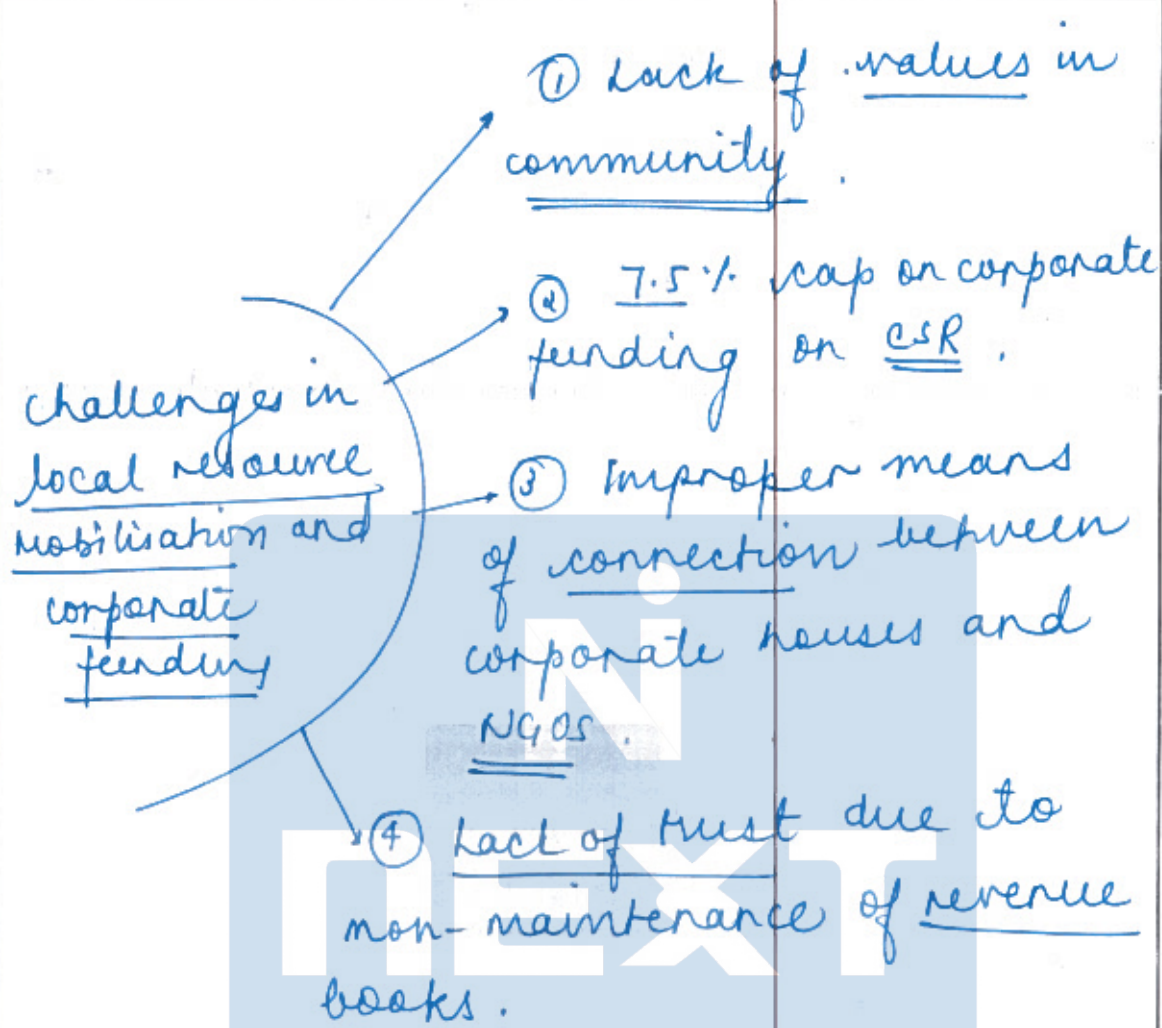 Challenges in
local resource
mobilisation and
corporate
funding
① Lack of values in
community.
② 7.5% cap on corporate
funding on CSR.
③ Improper means
of connection between
corporate houses and
NGOs.
④ Lack of trust due to
non-maintenance of revenue
books.
N
nEXT